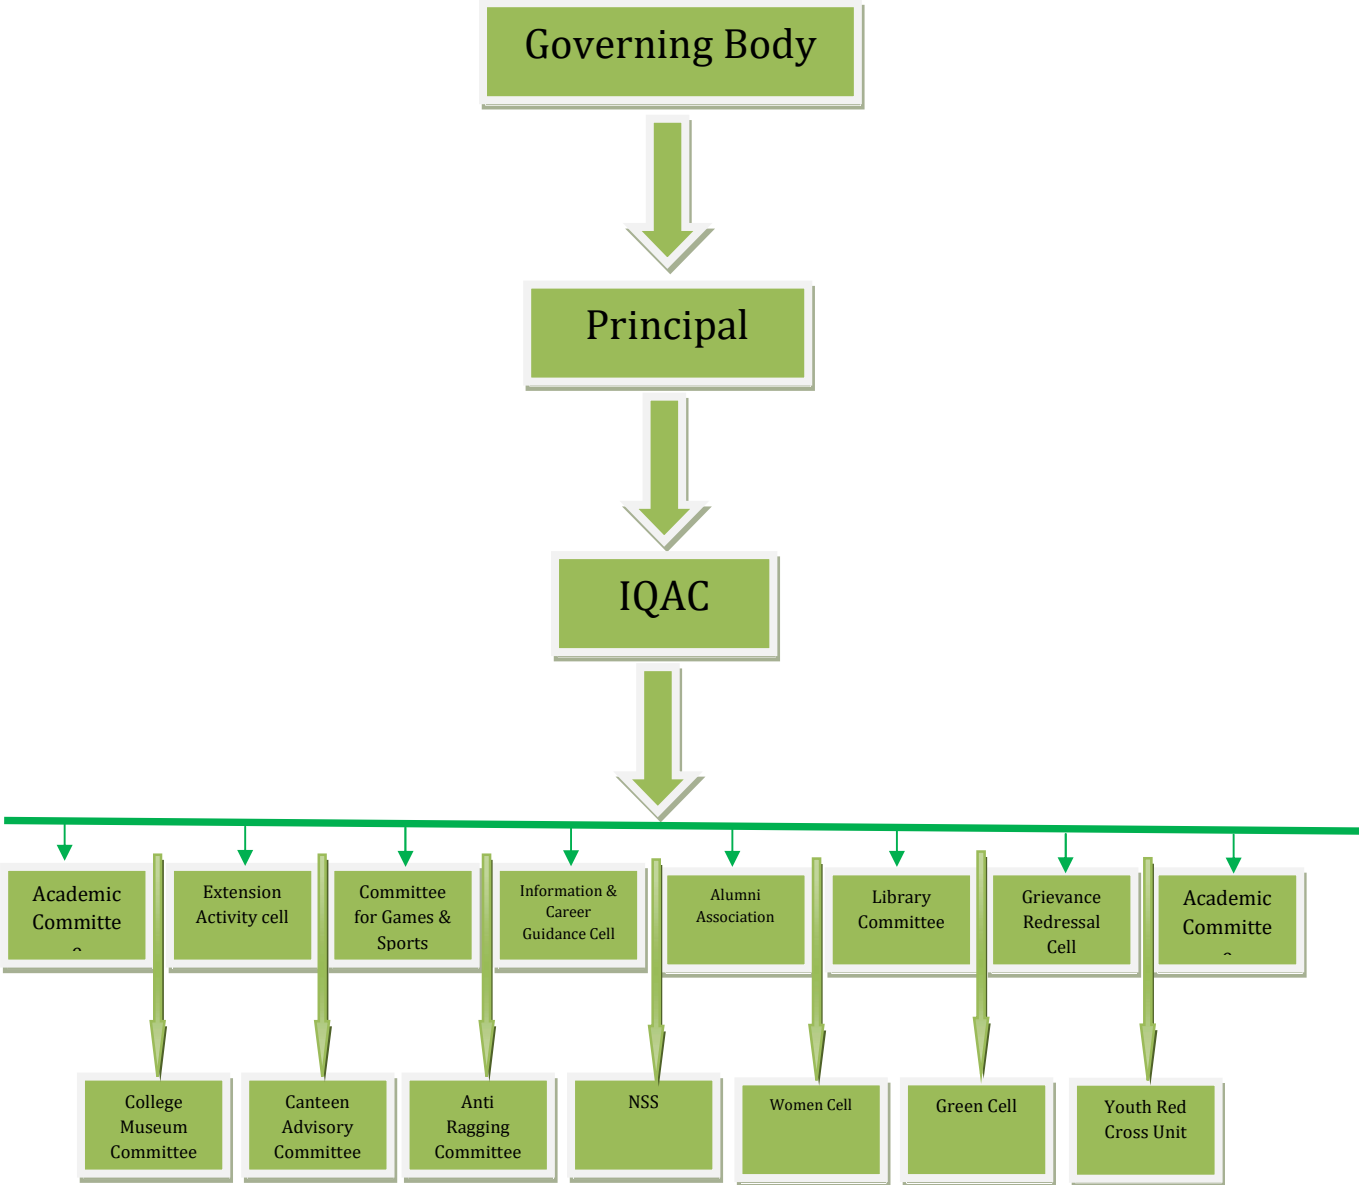 Governing Body
Principal
IQAC
Academic
Committe
Extension
Activity cell
Committee
for Games &
Sports
Information &
Career
Guidance Cell
Alumni
Association
Library
Committee
Grievance
Redressal
Cell
Academic
Committe
College
Museum
Committee
Canteen
Advisory
Committee
Anti
Ragging
Committee
NSS
Women Cell
Green Cell
Youth Red
Cross Unit